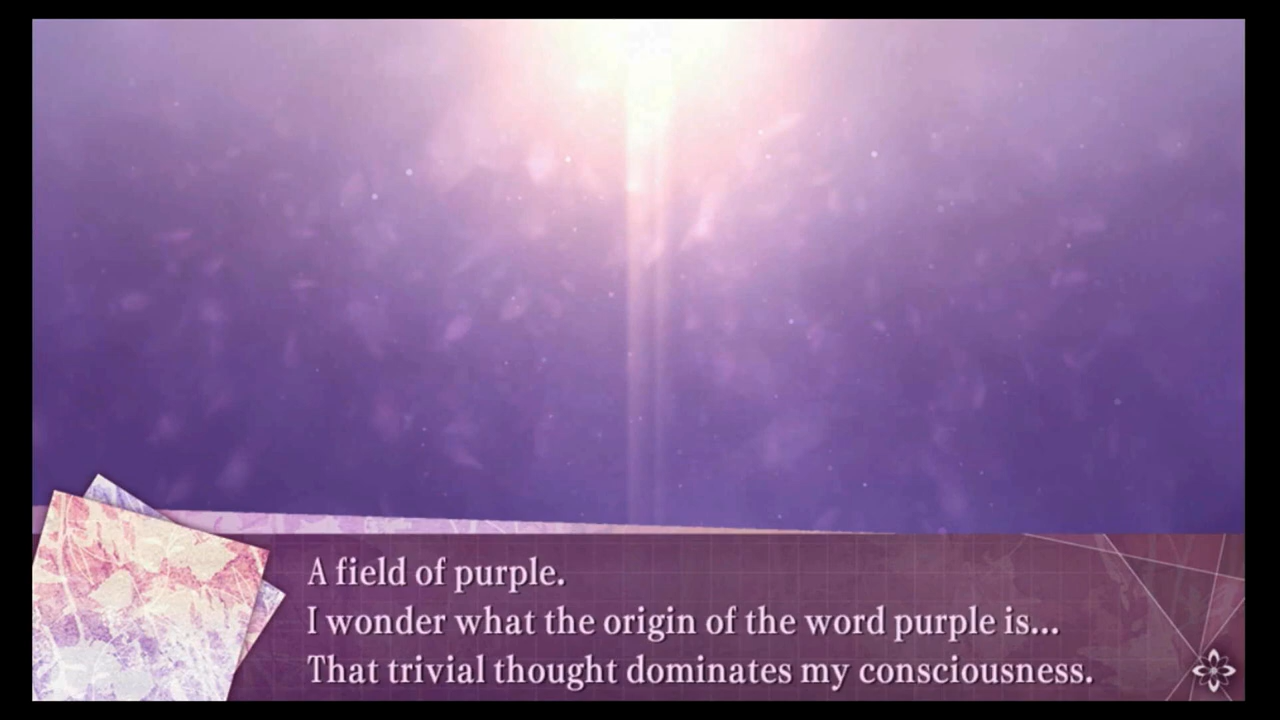 A field of purple.
I wonder what the origin of the word purple is...
That trivial thought dominates my consciousness.